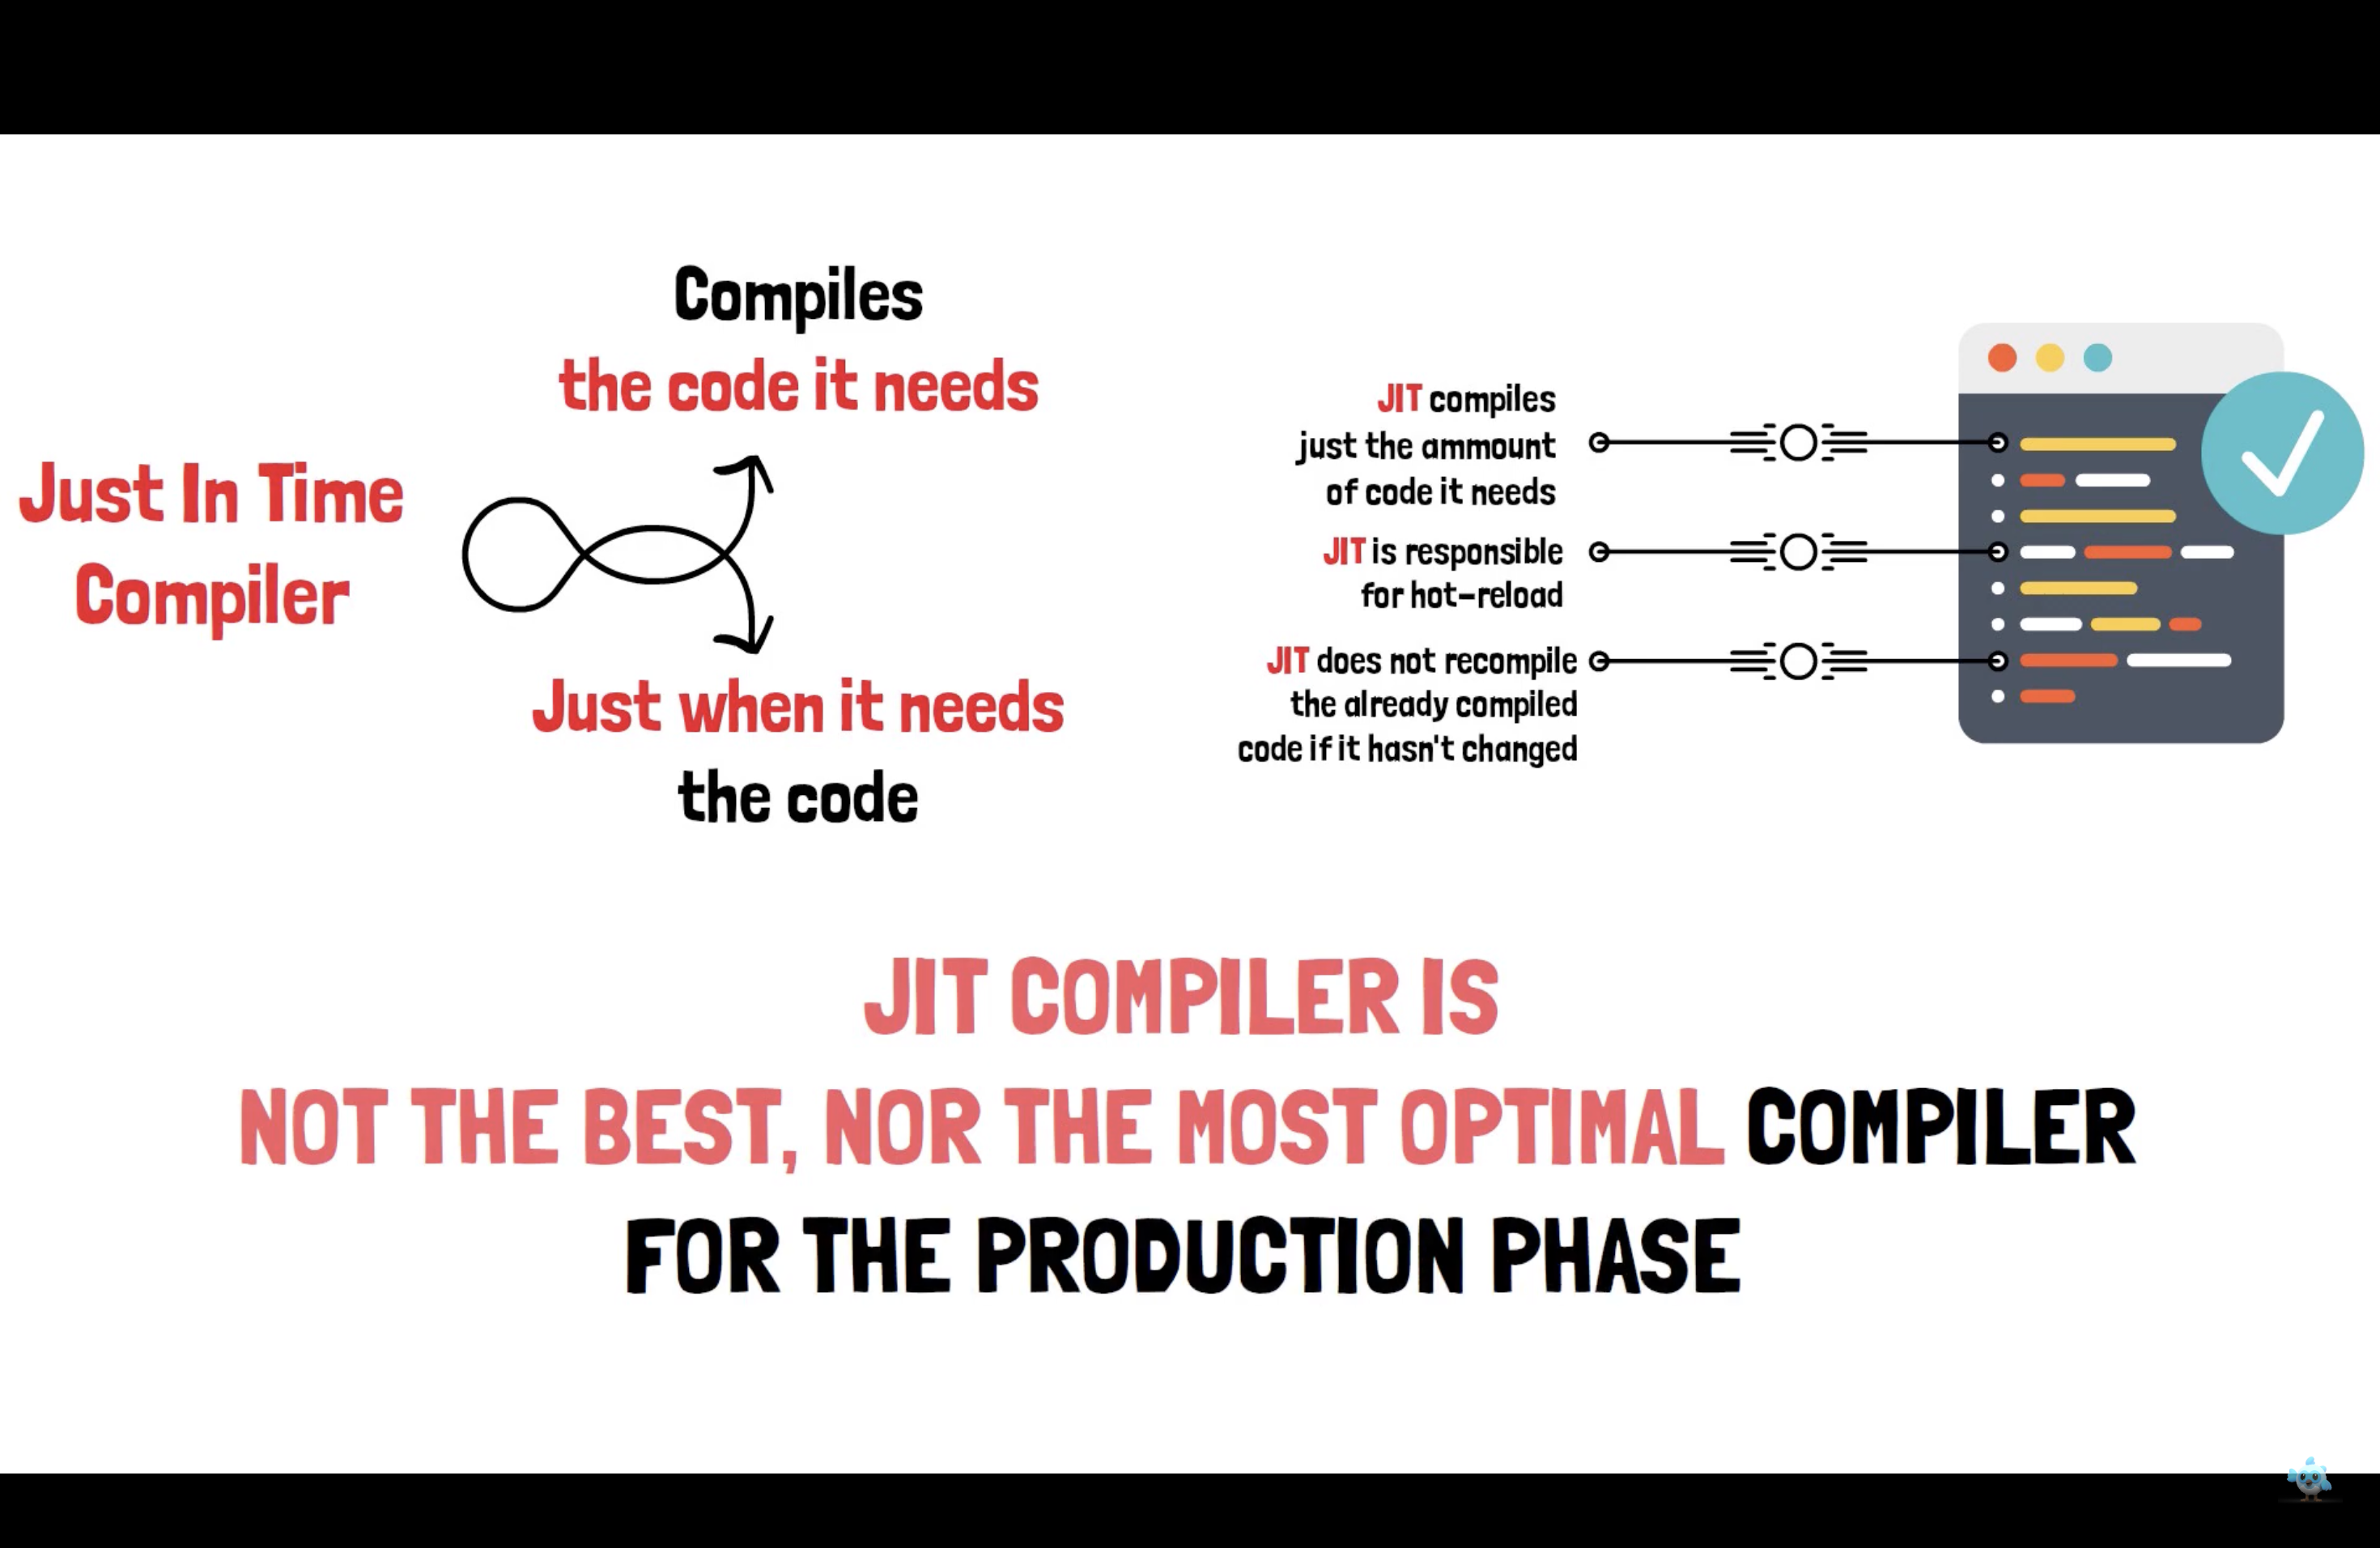 Just In Time
Compiler
Compiles
the code it needs
Just when it needs
the code
JIT compiles
just the ammount
of code it needs
JIT is responsible
for hot-reload
JIT does not recompile
the already compiled
code if it hasn't changed
JIT COMPILER IS
NOT THE BEST, NOR THE MOST OPTIMAL COMPILER
FOR THE PRODUCTION PHASE